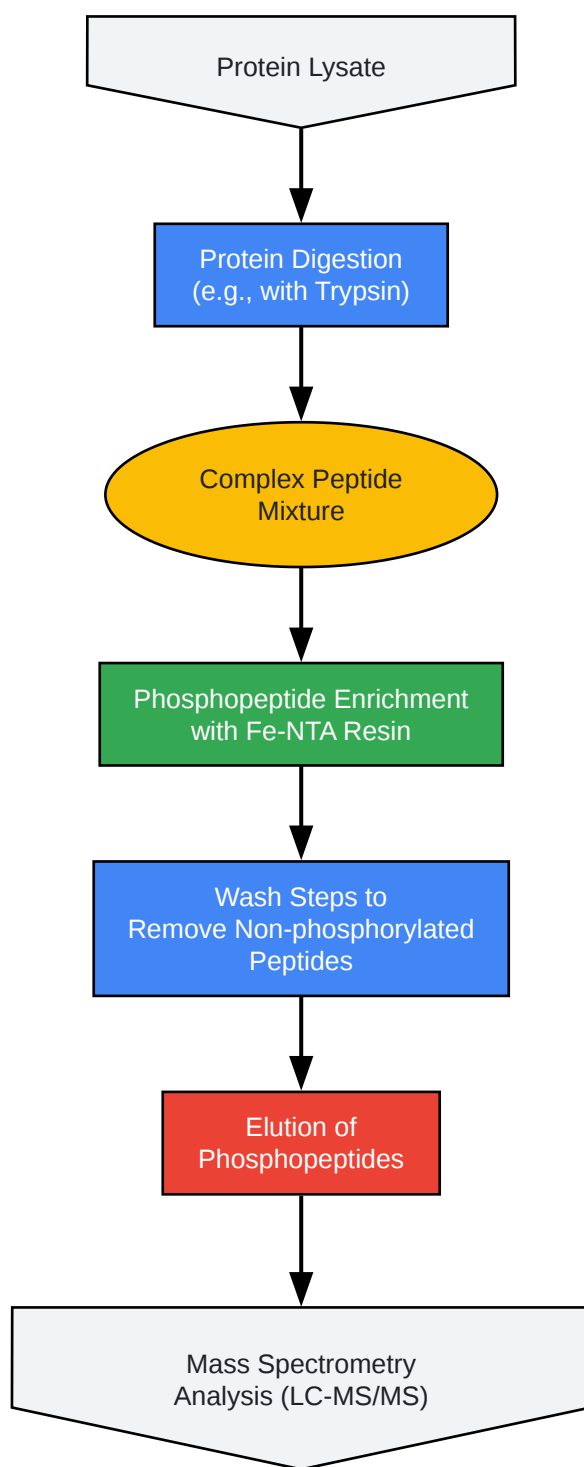 Protein Lysate
Protein Digestion
(e.g., with Trypsin)
Complex Peptide
Mixture
Phosphopeptide Enrichment
with Fe-NTA Resin
Wash Steps to
Remove Non-phosphorylated
Peptides
Elution of
Phosphopeptides
Mass Spectrometry
Analysis (LC-MS/MS)